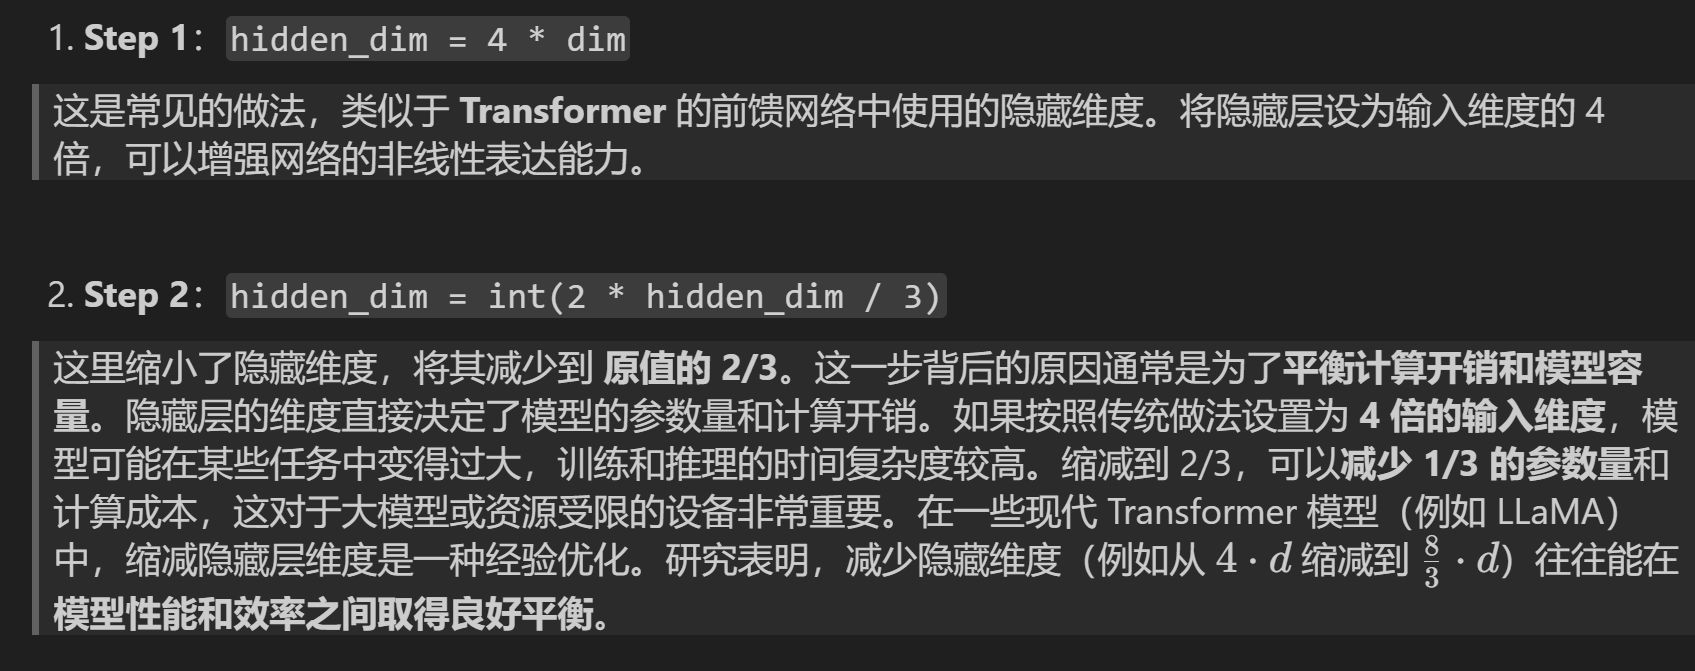 1. Step 1：hidden_dim = 4 * dim
这是常见的做法，类似于 Transformer 的前馈网络中使用的隐藏维度。将隐藏层设为输入维度的 4
倍，可以增强网络的非线性表达能力。
2. Step 2：hidden_dim = int(2 * hidden_dim / 3)
这里缩小了隐藏维度，将其减少到 原值的 2/3。这一步背后的原因通常是为了平衡计算开销和模型容
量。隐藏层的维度直接决定了模型的参数量和计算开销。如果按照传统做法设置为 4 倍的输入维度，模
型可能在某些任务中变得过大，训练和推理的时间复杂度较高。缩减到 2/3，可以减少 1/3 的参数量和
计算成本，这对于大模型或资源受限的设备非常重要。在一些现代 Transformer 模型（例如 LLaMA）
中，缩减隐藏层维度是一种经验优化。研究表明，减少隐藏维度（例如从 4 · d 缩减到 8/3 · d）往往能在
模型性能和效率之间取得良好平衡。